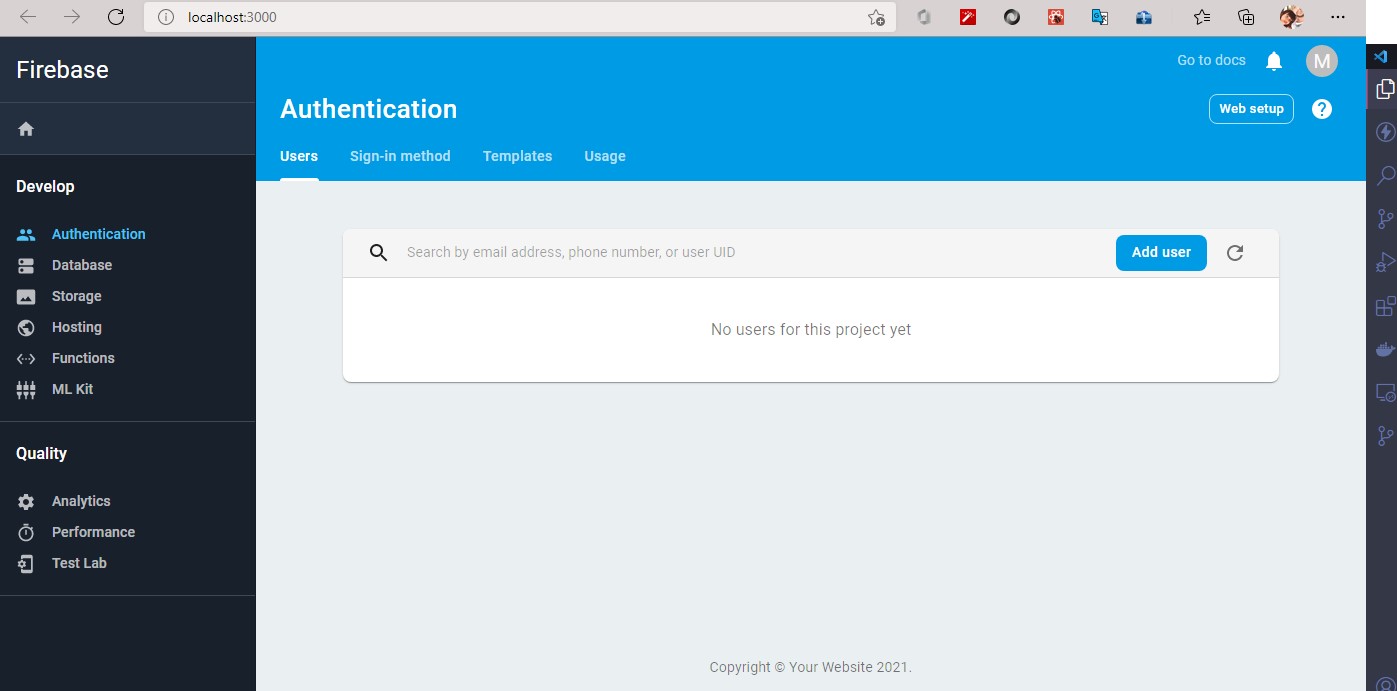 localhost:3000
Firebase
Go to docs
M
Authentication
Web setup
?
Users Sign-in method Templates Usage
Develop
Authentication
Database
Storage
Hosting
Functions
ML Kit
Quality
Analytics
Performance
Test Lab
Search by email address, phone number, or user UID
Add user
No users for this project yet
Copyright © Your Website 2021.